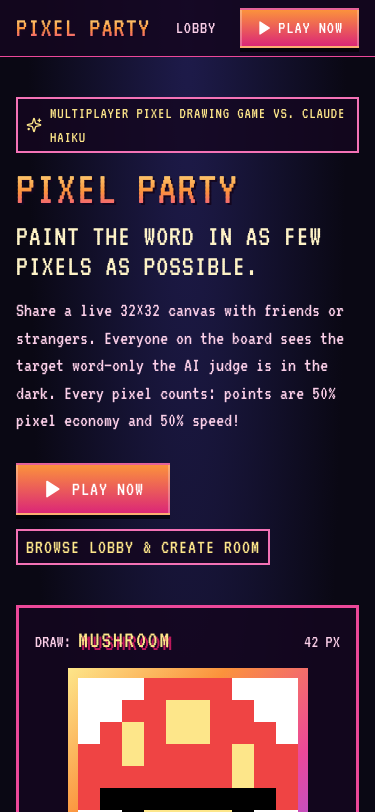 PIXEL PARTY LOBBY PLAY NOW
MULTIPLAYER PIXEL DRAWING GAME VS. CLAUDE
HAIKU
PIXEL PARTY
PAINT THE WORD IN AS FEW
PIXELS AS POSSIBLE.
Share a live 32×32 canvas with friends or
strangers. Everyone on the board sees the
target word—only the AI judge is in the
dark. Every pixel counts: points are 50%
pixel economy and 50% speed!
PLAY NOW
BROWSE LOBBY & CREATE ROOM
DRAW: MUSHROOM 42 PX